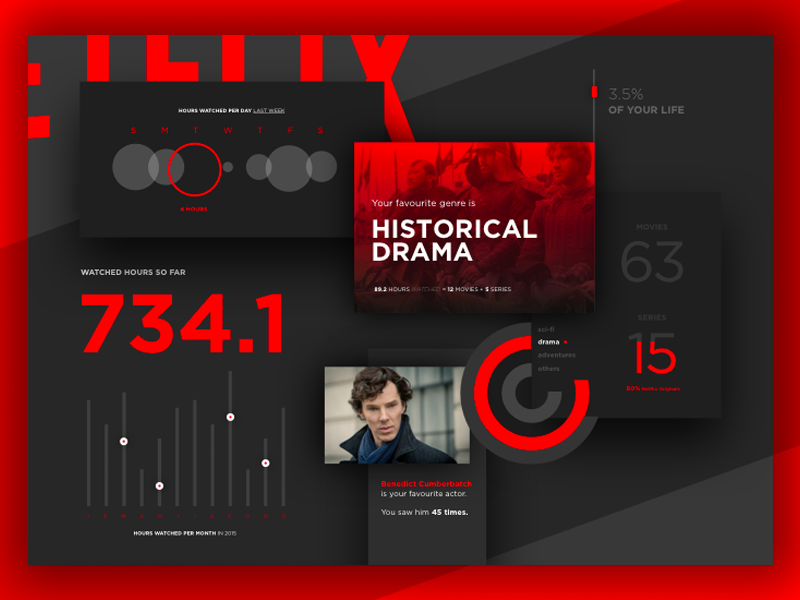 HOURS WATCHED PER DAY LAST WEEK
S M T W T F S
6 HOURS
3.5%
OF YOUR LIFE
Your favourite genre is
HISTORICAL
DRAMA
89.2 HOURS WATCHED = 12 MOVIES + 5 SERIES
MOVIES
63
SERIES
15
80% Netflix Originals
WATCHED HOURS SO FAR
734.1
sci-fi
drama
adventures
others
Benedict Cumberbatch
is your favourite actor.
You saw him 45 times.
HOURS WATCHED PER MONTH IN 2015